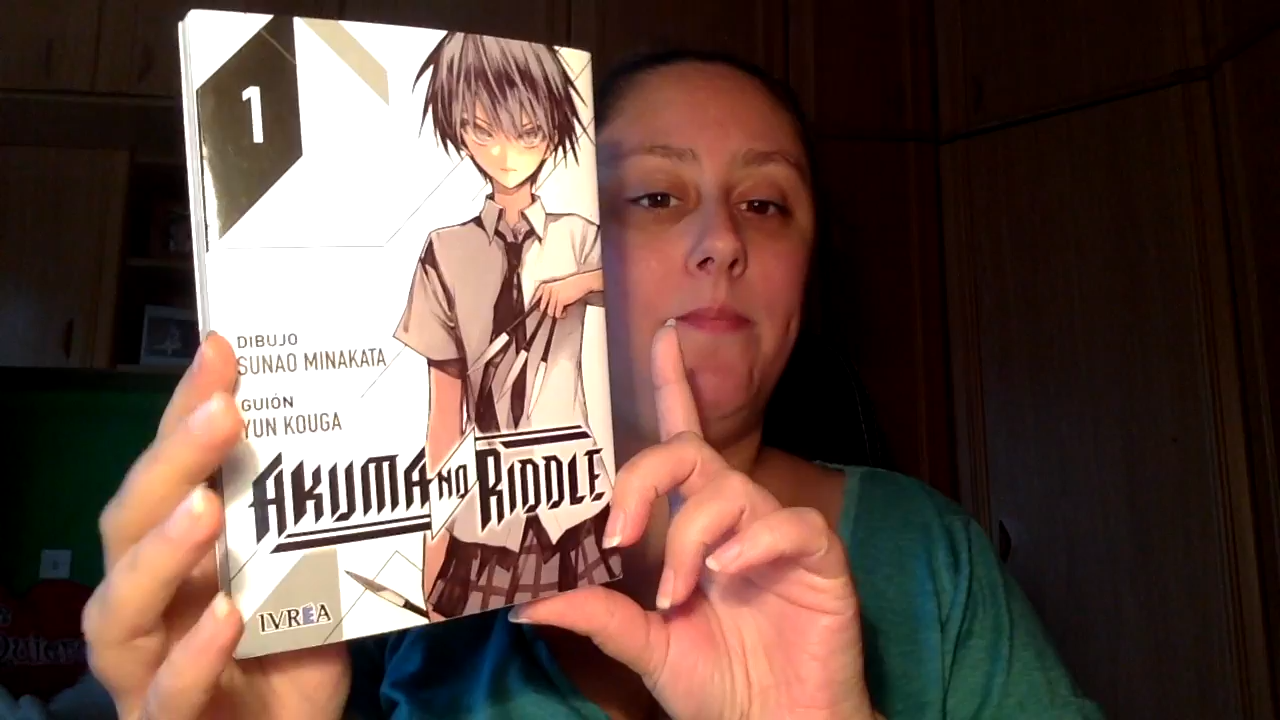 1
DIBUJO
SUNAO MINAKATA
GUIÓN
YUN KOUGA
AKUMA NO RIDDLE
IVREA